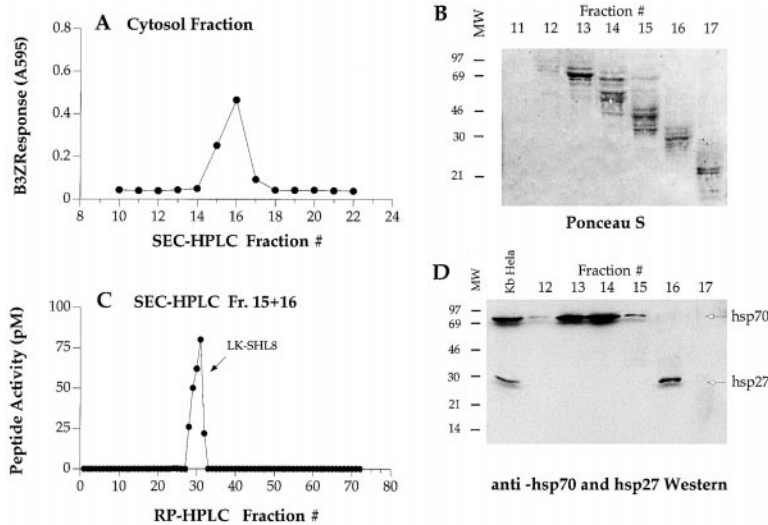 A Cytosol Fraction
B3ZResponse (A595)
0.8
0.6
0.4
0.2
0
8 10 12 14 16 18 20 22 24
SEC-HPLC Fraction #
B
MW
Fraction #
11 12 13 14 15 16 17
97
69
46
30
21
Ponceau S
C SEC-HPLC Fr. 15+16
Peptide Activity (pM)
100
75
50
25
0
LK-SHL8
0 10 20 30 40 50 60 70 80
RP-HPLC Fraction #
D
MW
Kb Hela
Fraction #
12 13 14 15 16 17
97
69
46
30
21
14
hsp70
hsp27
anti -hsp70 and hsp27 Western